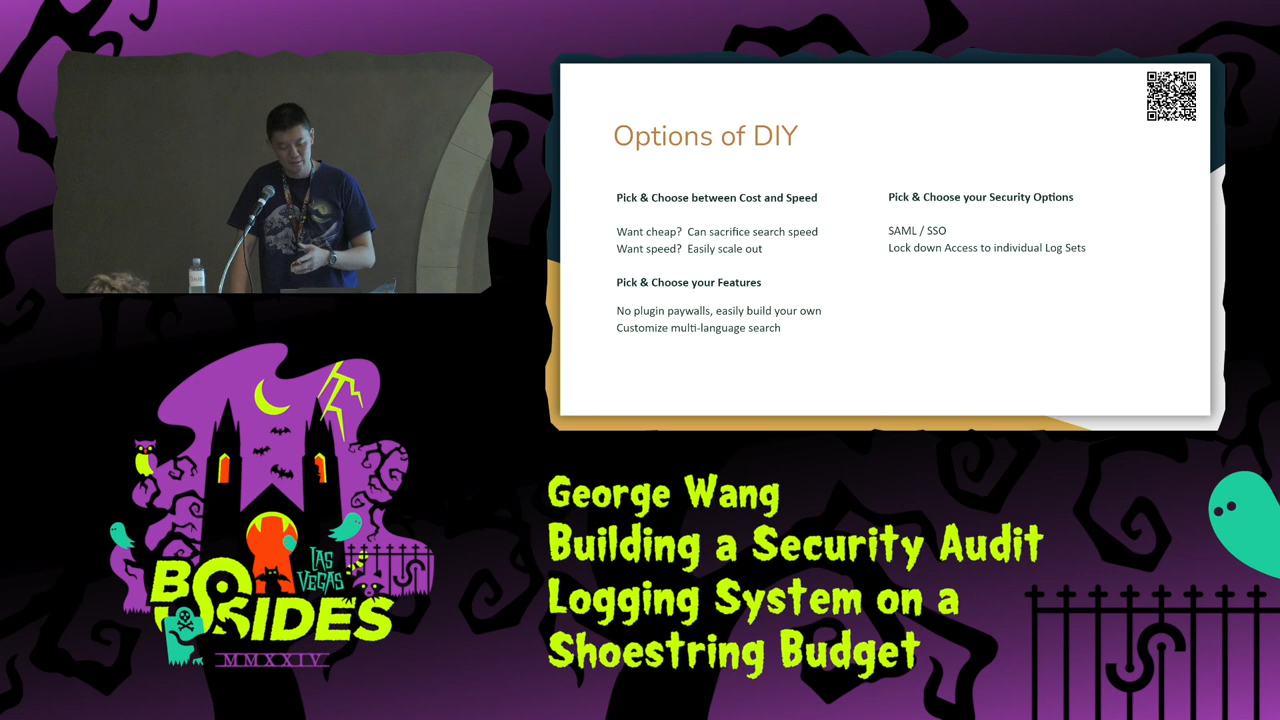 Options of DIY
Pick & Choose between Cost and Speed
Want cheap? Can sacrifice search speed
Want speed? Easily scale out
Pick & Choose your Features
No plugin paywalls, easily build your own
Customize multi-language search
Pick & Choose your Security Options
SAML / SSO
Lock down Access to individual Log Sets
LAS
VEGAS
BSIDES
MMXXIV
George Wang
Building a Security Audit
Logging System on a
Shoestring Budget